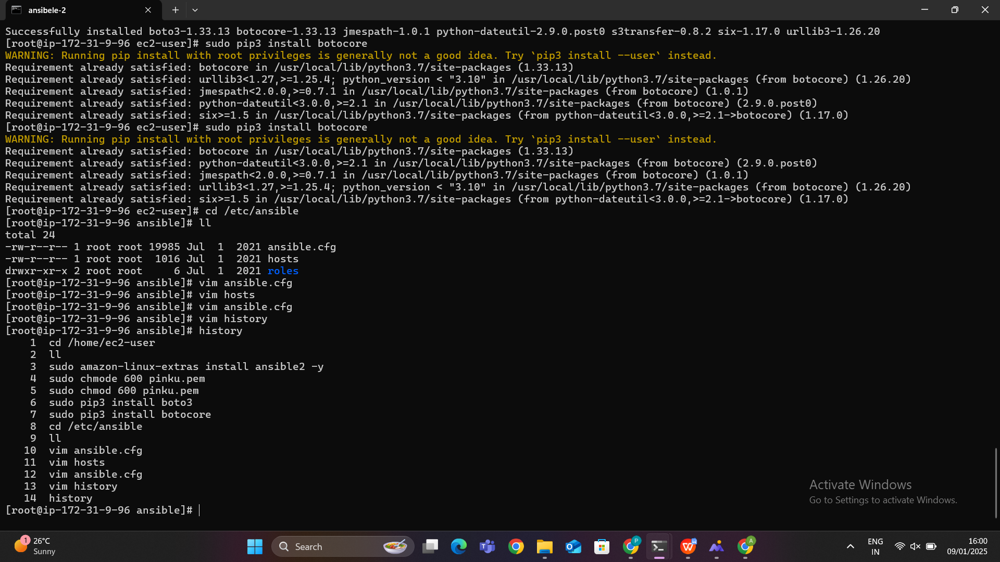 ansibele-2
Successfully installed boto3-1.33.13 botocore-1.33.13 jmespath-1.0.1 python-dateutil-2.9.0.post0 s3transfer-0.8.2 six-1.17.0 urllib3-1.26.20
[root@ip-172-31-9-96 ec2-user]# sudo pip3 install botocore
WARNING: Running pip install with root privileges is generally not a good idea. Try `pip3 install --user` instead.
Requirement already satisfied: botocore in /usr/local/lib/python3.7/site-packages (1.33.13)
Requirement already satisfied: urllib3<1.27,>=1.25.4; python_version < "3.10" in /usr/local/lib/python3.7/site-packages (from botocore) (1.26.20)
Requirement already satisfied: jmespath<2.0.0,>=0.7.1 in /usr/local/lib/python3.7/site-packages (from botocore) (1.0.1)
Requirement already satisfied: python-dateutil<3.0.0,>=2.1 in /usr/local/lib/python3.7/site-packages (from botocore) (2.9.0.post0)
Requirement already satisfied: six>=1.5 in /usr/local/lib/python3.7/site-packages (from python-dateutil<3.0.0,>=2.1->botocore) (1.17.0)
[root@ip-172-31-9-96 ec2-user]# sudo pip3 install botocore
WARNING: Running pip install with root privileges is generally not a good idea. Try `pip3 install --user` instead.
Requirement already satisfied: botocore in /usr/local/lib/python3.7/site-packages (1.33.13)
Requirement already satisfied: python-dateutil<3.0.0,>=2.1 in /usr/local/lib/python3.7/site-packages (from botocore) (2.9.0.post0)
Requirement already satisfied: jmespath<2.0.0,>=0.7.1 in /usr/local/lib/python3.7/site-packages (from botocore) (1.0.1)
Requirement already satisfied: urllib3<1.27,>=1.25.4; python_version < "3.10" in /usr/local/lib/python3.7/site-packages (from botocore) (1.26.20)
Requirement already satisfied: six>=1.5 in /usr/local/lib/python3.7/site-packages (from python-dateutil<3.0.0,>=2.1->botocore) (1.17.0)
[root@ip-172-31-9-96 ec2-user]# cd /etc/ansible
[root@ip-172-31-9-96 ansible]# ll
total 24
-rw-r--r-- 1 root root 19985 Jul  1  2021 ansible.cfg
-rw-r--r-- 1 root root  1016 Jul  1  2021 hosts
drwxr-xr-x 2 root root     6 Jul  1  2021 roles
[root@ip-172-31-9-96 ansible]# vim ansible.cfg
[root@ip-172-31-9-96 ansible]# vim hosts
[root@ip-172-31-9-96 ansible]# vim ansible.cfg
[root@ip-172-31-9-96 ansible]# vim history
[root@ip-172-31-9-96 ansible]# history
1  cd /home/ec2-user
2  ll
3  sudo amazon-linux-extras install ansible2 -y
4  sudo chmode 600 pinku.pem
5  sudo chmod 600 pinku.pem
6  sudo pip3 install boto3
7  sudo pip3 install botocore
8  cd /etc/ansible
9  ll
10  vim ansible.cfg
11  vim hosts
12  vim ansible.cfg
13  vim history
14  history
[root@ip-172-31-9-96 ansible]#
Activate Windows
Go to Settings to activate Windows.
1
26°C
Sunny
Search
P
A
ENG
IN
16:00
09/01/2025